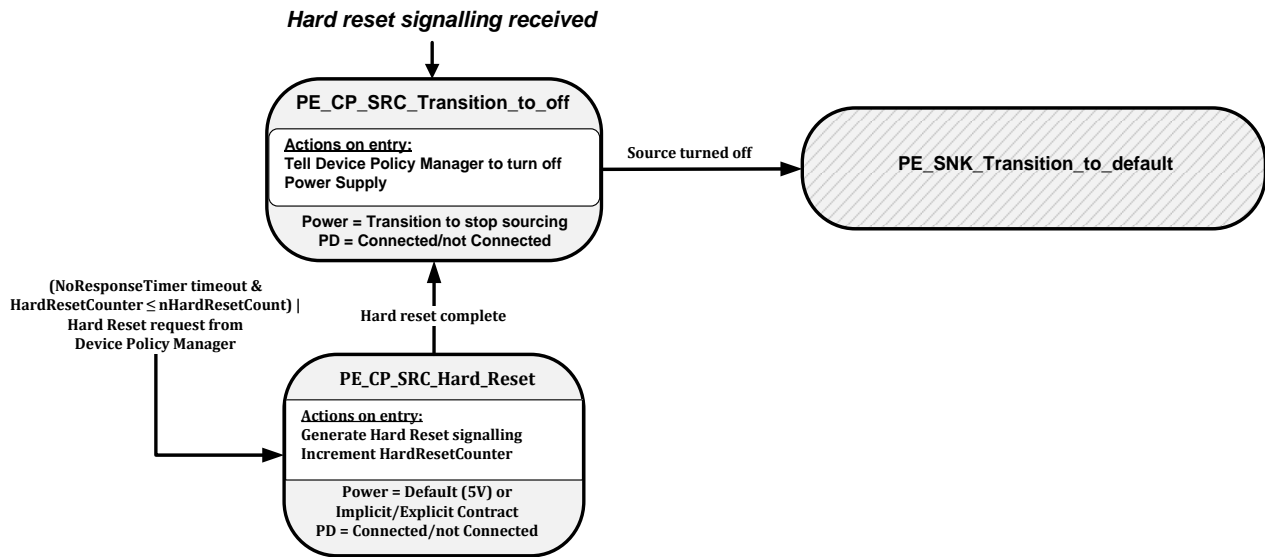 Hard reset signalling received
PE_CP_SRC_Transition_to_off
Actions on entry:
Tell Device Policy Manager to turn off
Power Supply
Power = Transition to stop sourcing
PD = Connected/not Connected
Source turned off
PE_SNK_Transition_to_default
(NoResponseTimer timeout &
HardResetCounter ≤ nHardResetCount) |
Hard Reset request from
Device Policy Manager
Hard reset complete
PE_CP_SRC_Hard_Reset
Actions on entry:
Generate Hard Reset signalling
Increment HardResetCounter
Power = Default (5V) or
Implicit/Explicit Contract
PD = Connected/not Connected